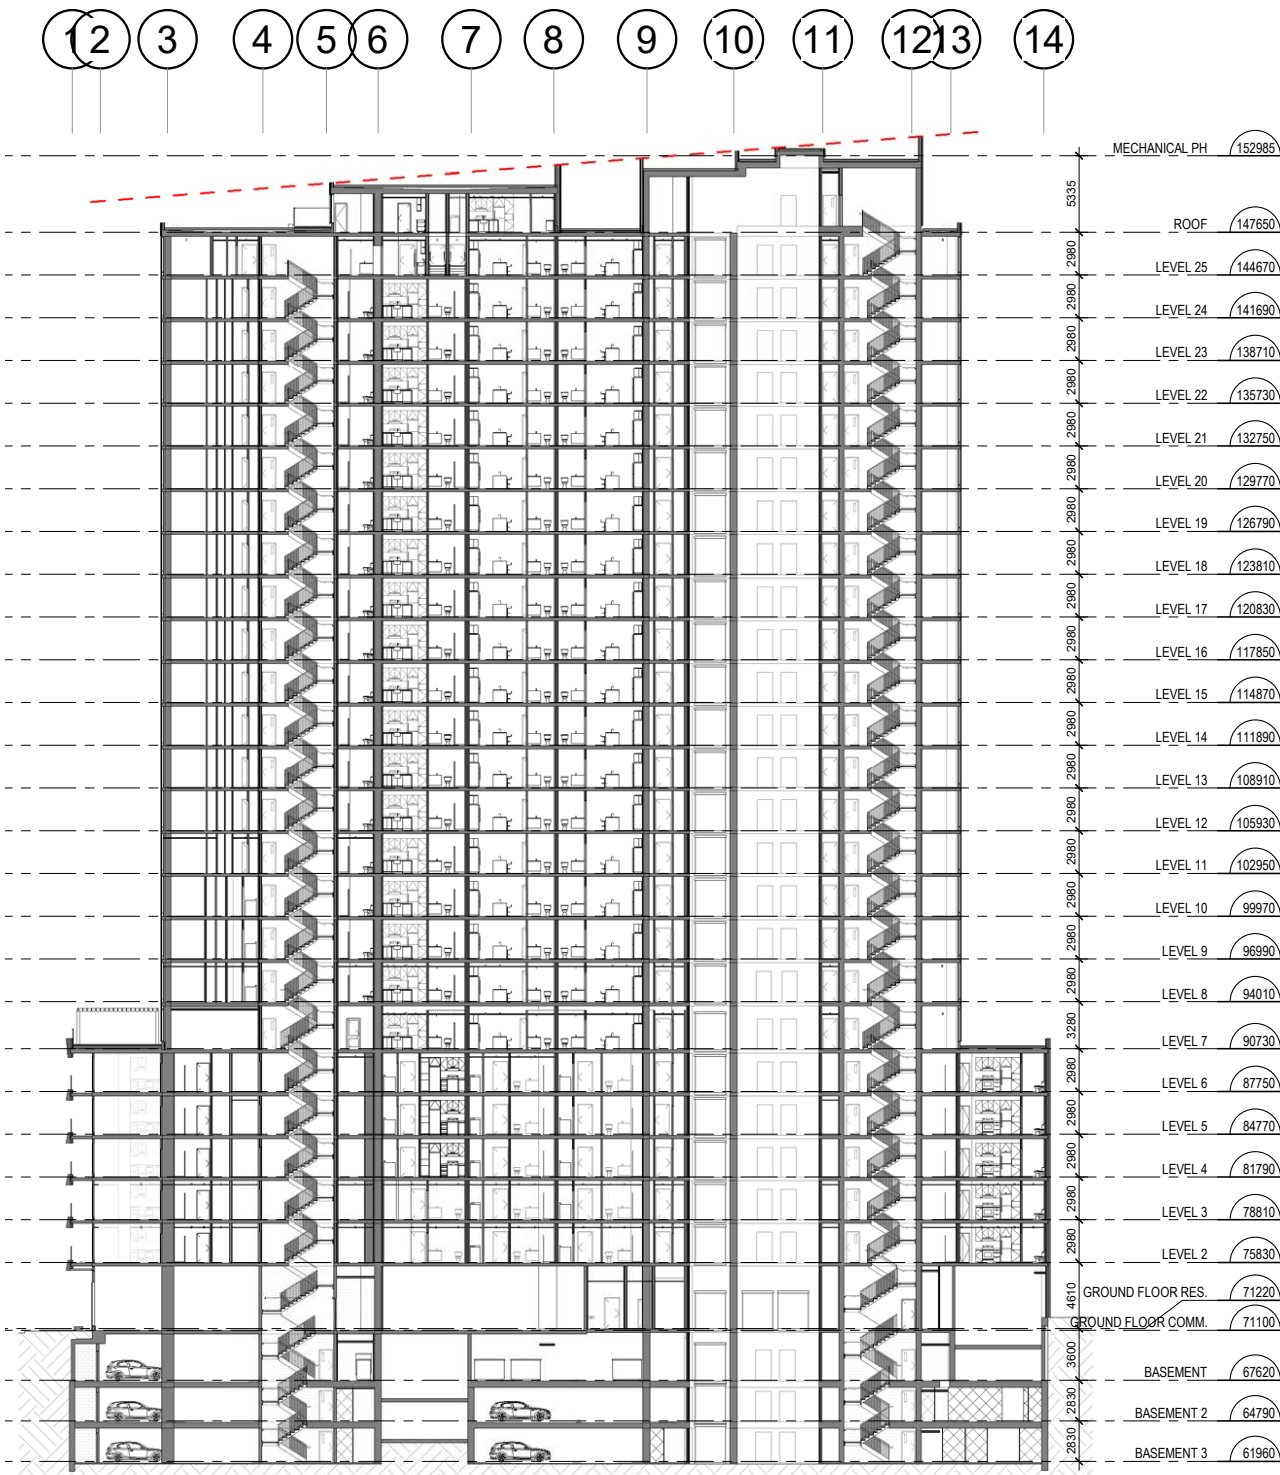 1 2 3 4 5 6 7 8 9 10 11 12 13 14
MECHANICAL PH 152985
5335
ROOF 147650
2980
LEVEL 25 144670
2980
LEVEL 24 141690
2980
LEVEL 23 138710
2980
LEVEL 22 135730
2980
LEVEL 21 132750
2980
LEVEL 20 129770
2980
LEVEL 19 126790
2980
LEVEL 18 123810
2980
LEVEL 17 120830
2980
LEVEL 16 117850
2980
LEVEL 15 114870
2980
LEVEL 14 111890
2980
LEVEL 13 108910
2980
LEVEL 12 105930
2980
LEVEL 11 102950
2980
LEVEL 10 99970
2980
LEVEL 9 96990
2980
LEVEL 8 94010
3280
LEVEL 7 90730
2980
LEVEL 6 87750
2980
LEVEL 5 84770
2980
LEVEL 4 81790
2980
LEVEL 3 78810
2980
LEVEL 2 75830
4610
GROUND FLOOR RES. 71220
GROUND FLOOR COMM. 71100
3600
BASEMENT 67620
2830
BASEMENT 2 64790
2830
BASEMENT 3 61960